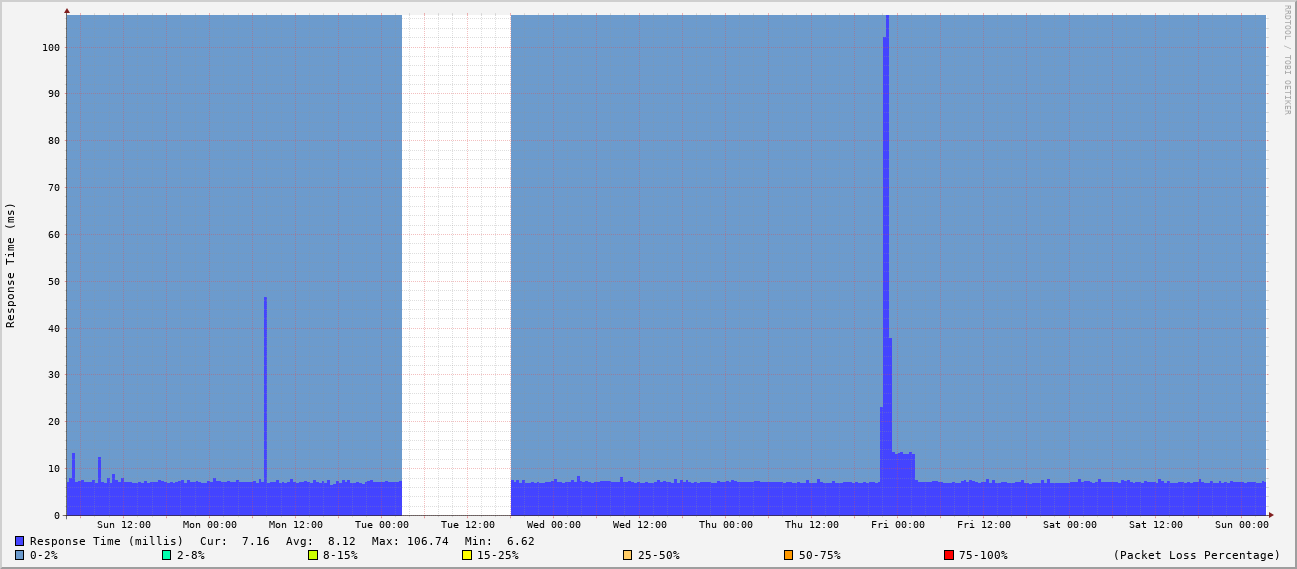 RRDTOOL / TOBI OETIKER
Response Time (ms)
100
90
80
70
60
50
40
30
20
10
0
Sun 12:00 Mon 00:00 Mon 12:00 Tue 00:00 Tue 12:00 Wed 00:00 Wed 12:00 Thu 00:00 Thu 12:00 Fri 00:00 Fri 12:00 Sat 00:00 Sat 12:00 Sun 00:00
Response Time (millis) Cur: 7.16 Avg: 8.12 Max: 106.74 Min: 6.62
0-2% 2-8% 8-15% 15-25% 25-50% 50-75% 75-100% (Packet Loss Percentage)